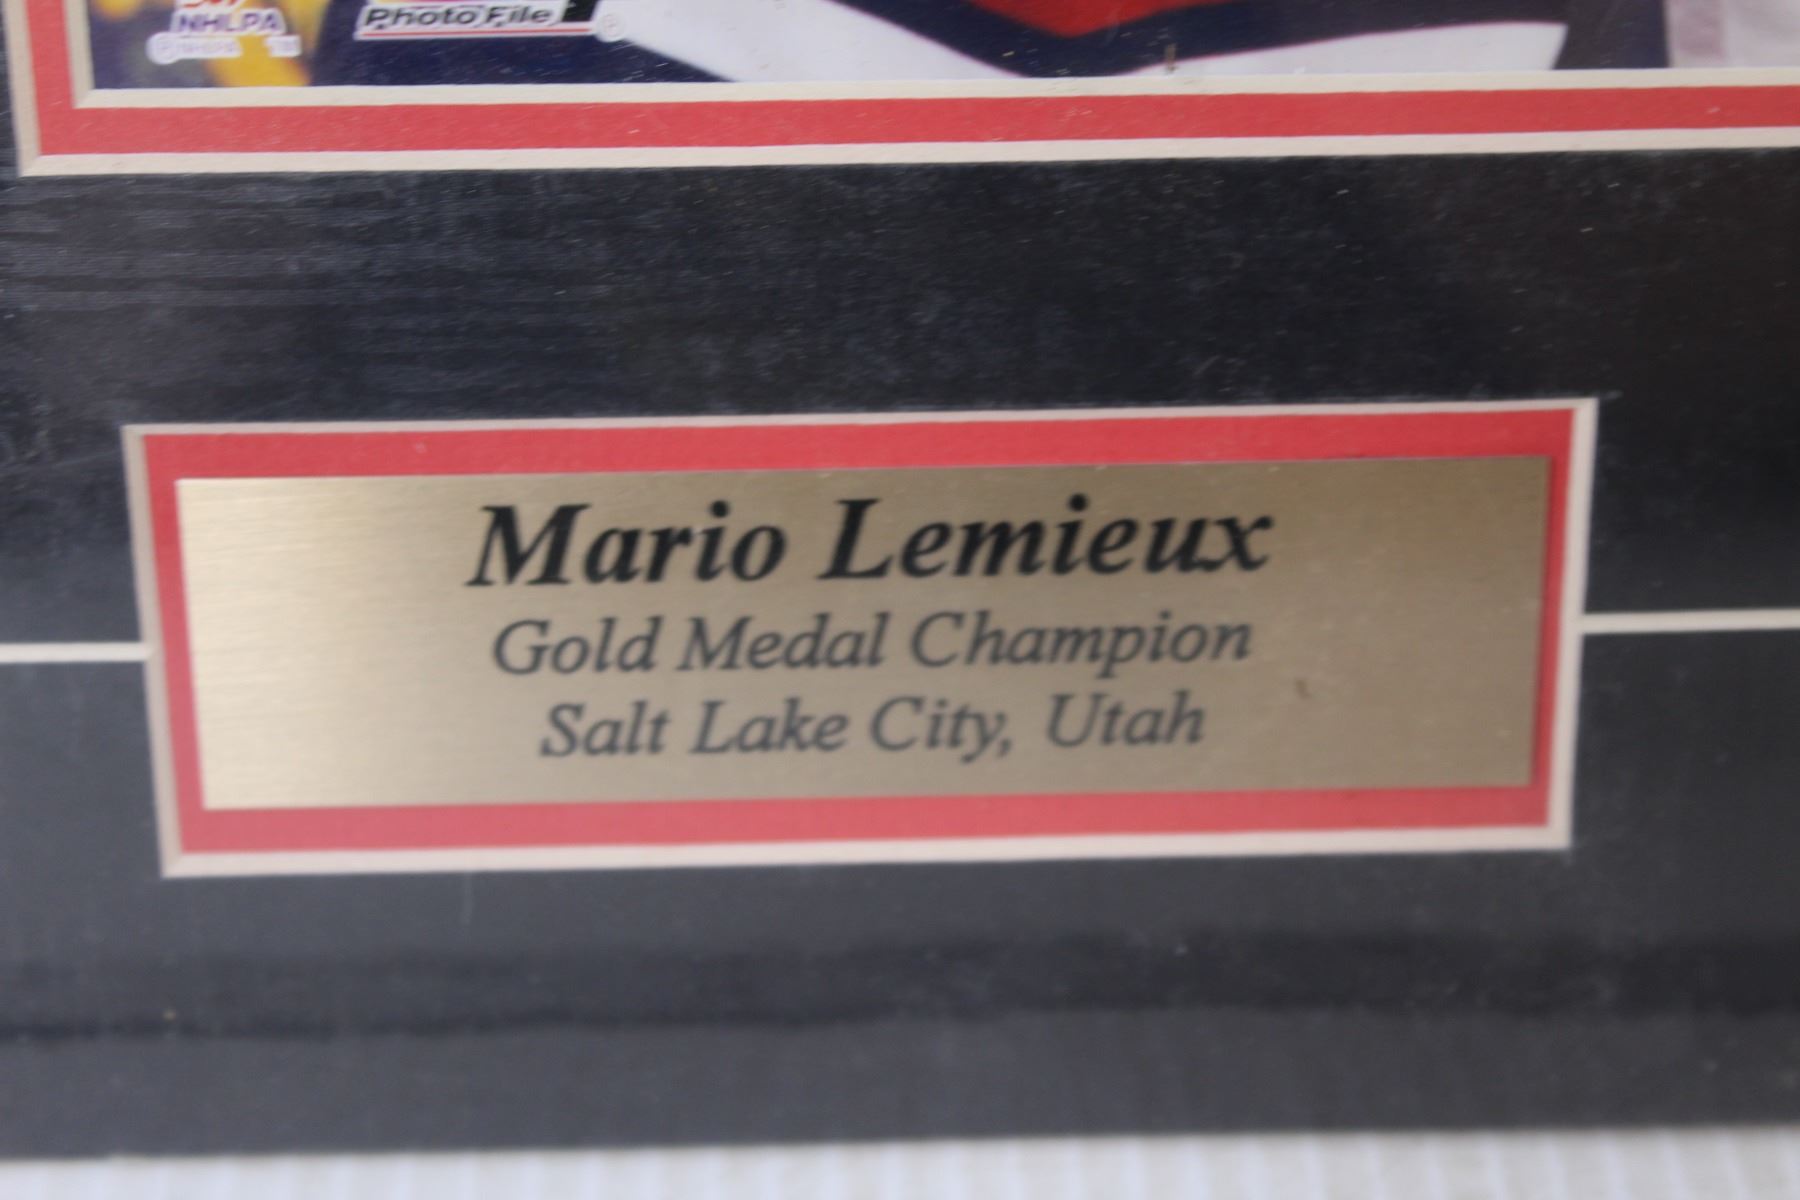 NHLPA
Photo File
Mario Lemieux
Gold Medal Champion
Salt Lake City, Utah